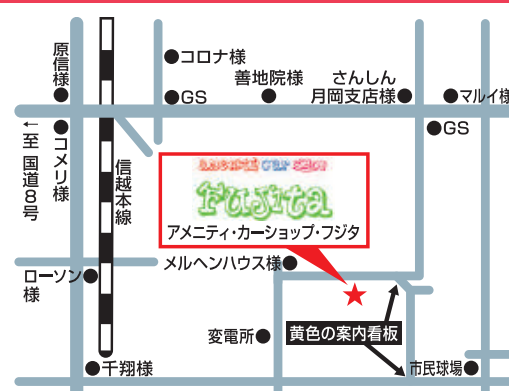 原信様
コロナ様
善地院様
さんしん
月岡支店様
GS
マルイ様
GS
←至 国道8号
コメリ様
信越本線
Amenity Car Shop
Fujita
アメニティ・カーショップ・フジタ
メルヘンハウス様
ローソン
様
変電所
黄色の案内看板
千翔様
市民球場